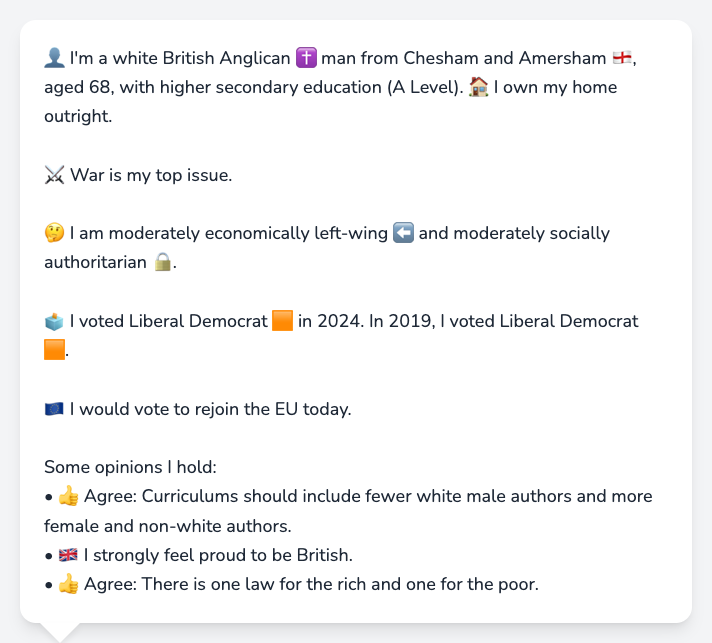 👤 I'm a white British Anglican ✝️ man from Chesham and Amersham 🏴󠁧󠁢󠁥󠁮󠁧󠁿,
aged 68, with higher secondary education (A Level). 🏠 I own my home
outright.
⚔️ War is my top issue.
🤔 I am moderately economically left-wing ⬅️ and moderately socially
authoritarian 🔒.
🗳️ I voted Liberal Democrat 🟧 in 2024. In 2019, I voted Liberal Democrat
🟧.
🇪🇺 I would vote to rejoin the EU today.
Some opinions I hold:
• 👍 Agree: Curriculums should include fewer white male authors and more
female and non-white authors.
• 🇬🇧 I strongly feel proud to be British.
• 👍 Agree: There is one law for the rich and one for the poor.